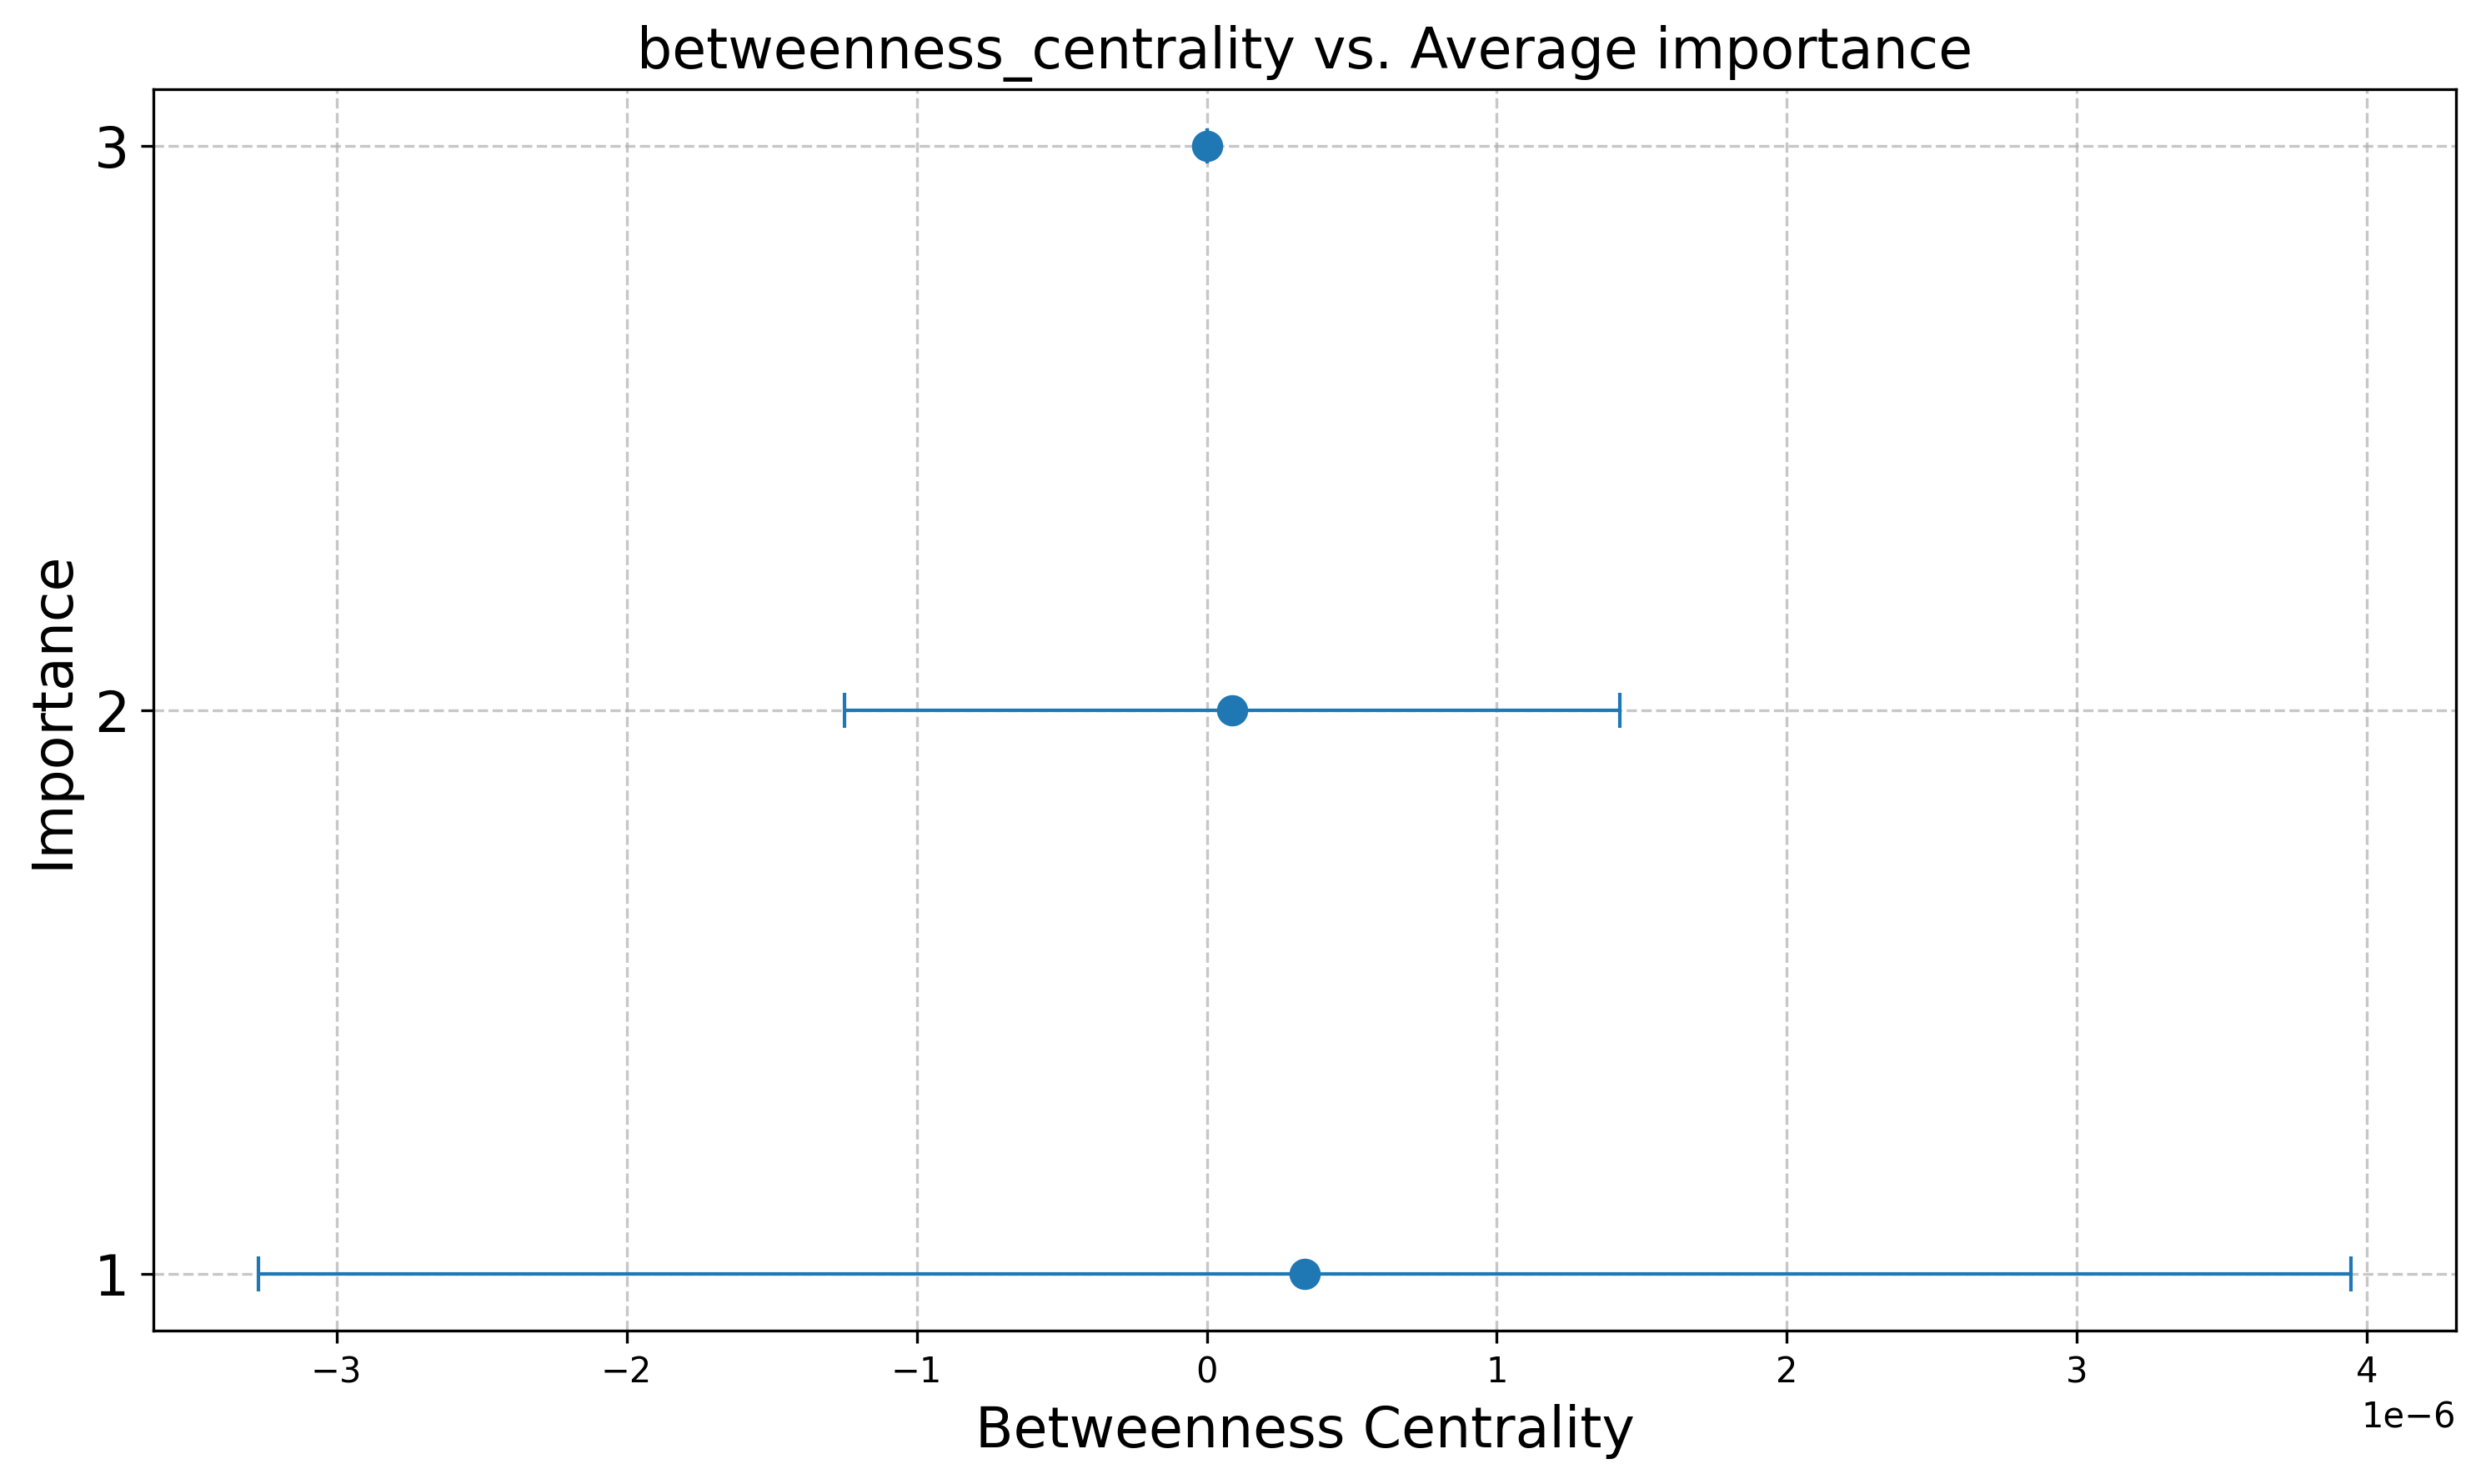 betweenness_centrality vs. Average importance
3
2
1
Importance
−3 −2 −1 0 1 2 3 4
1e−6
Betweenness Centrality